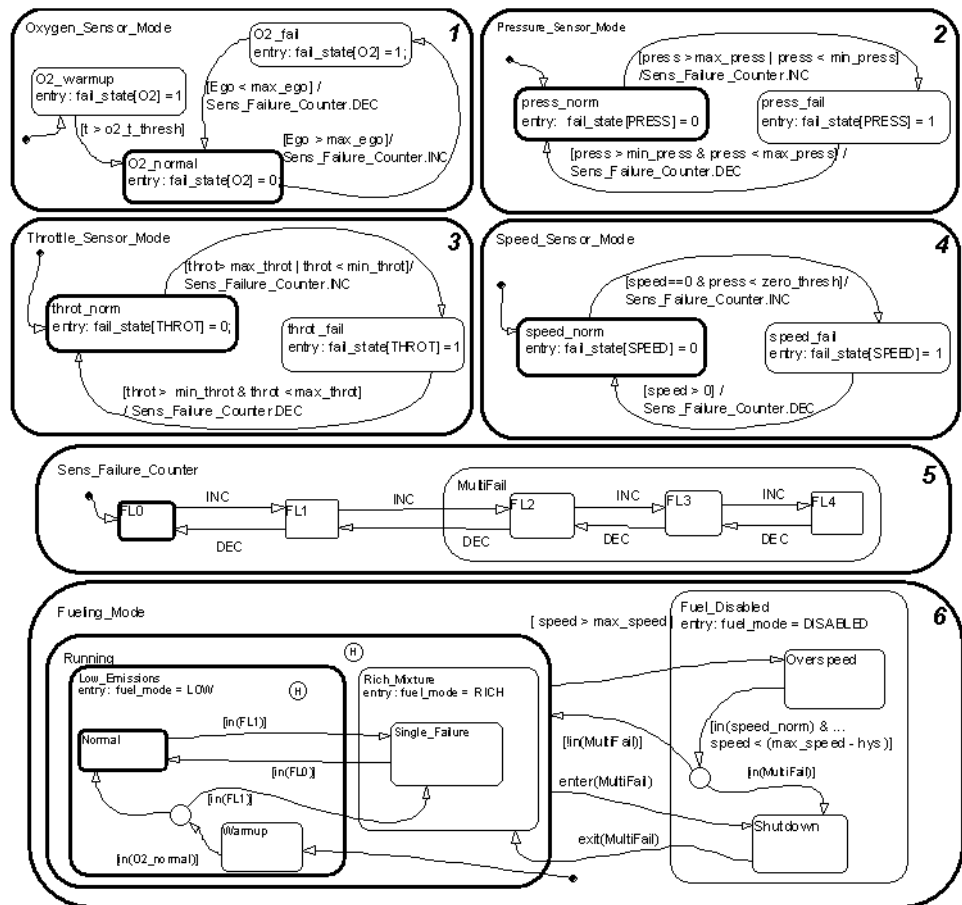 Oxygen_Sensor_Mode
1
O2_fail
entry: fail_state[O2] = 1;
O2_warmup
entry: fail_state[O2] = 1
[Ego < max_ego] /
Sens_Failure_Counter.DEC
[t > o2_t_thresh]
[Ego > max_ego]/
Sens_Failure_Counter.INC
O2_normal
entry: fail_state[O2] = 0;
Pressure_Sensor_Mode
2
[press > max_press | press < min_press]
/Sens_Failure_Counter.INC
press_norm
entry: fail_state[PRESS] = 0
press_fail
entry: fail_state[PRESS] = 1
[press > min_press & press < max_press] /
Sens_Failure_Counter.DEC
Throttle_Sensor_Mode
3
[throt> max_throt | throt < min_throt]/
Sens_Failure_Counter.INC
throt_norm
entry: fail_state[THROT] = 0;
throt_fail
entry: fail_state[THROT] = 1
[throt > min_throt & throt < max_throt]
/ Sens_Failure_Counter.DEC
Speed_Sensor_Mode
4
[speed==0 & press < zero_thresh]/
Sens_Failure_Counter.INC
speed_norm
entry: fail_state[SPEED] = 0
speed_fail
entry: fail_state[SPEED] = 1
[speed > 0] /
Sens_Failure_Counter.DEC
Sens_Failure_Counter
5
MultiFail
FL0
INC
FL1
INC
FL2
INC
FL3
INC
FL4
DEC
DEC
DEC
DEC
Fueling_Mode
6
[ speed > max_speed]
Fuel_Disabled
entry: fuel_mode = DISABLED
Running
H
Low_Emissions
entry: fuel_mode = LOW
H
Rich_Mixture
entry: fuel_mode = RICH
Overspeed
Normal
[in(FL1)]
Single_Failure
[in(speed_norm) & ...
speed < (max_speed - hys)]
[!in(MultiFail)]
[in(FL0)]
[in(MultiFail)]
[in(FL1)]
enter(MultiFail)
Warmup
Shutdown
[in(O2_normal)]
exit(MultiFail)